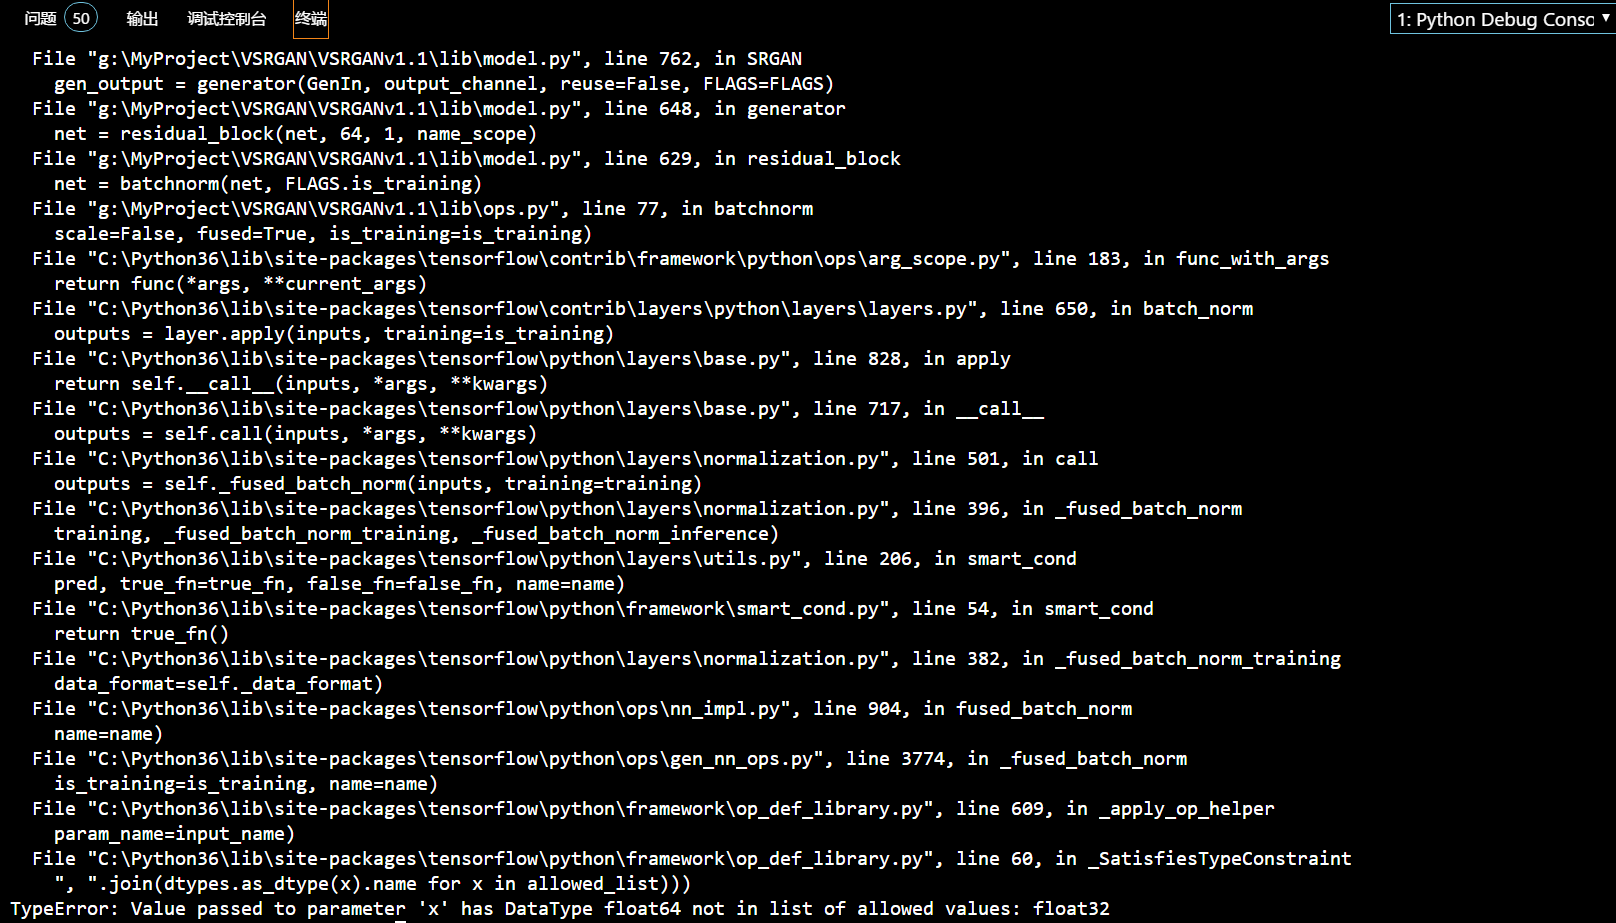 问题 50 输出 调试控制台 终端 1: Python Debug Consc
File "g:\MyProject\VSRGAN\VSRGANv1.1\lib\model.py", line 762, in SRGAN
gen_output = generator(GenIn, output_channel, reuse=False, FLAGS=FLAGS)
File "g:\MyProject\VSRGAN\VSRGANv1.1\lib\model.py", line 648, in generator
net = residual_block(net, 64, 1, name_scope)
File "g:\MyProject\VSRGAN\VSRGANv1.1\lib\model.py", line 629, in residual_block
net = batchnorm(net, FLAGS.is_training)
File "g:\MyProject\VSRGAN\VSRGANv1.1\lib\ops.py", line 77, in batchnorm
scale=False, fused=True, is_training=is_training)
File "C:\Python36\lib\site-packages\tensorflow\contrib\framework\python\ops\arg_scope.py", line 183, in func_with_args
return func(*args, **current_args)
File "C:\Python36\lib\site-packages\tensorflow\contrib\layers\python\layers\layers.py", line 650, in batch_norm
outputs = layer.apply(inputs, training=is_training)
File "C:\Python36\lib\site-packages\tensorflow\python\layers\base.py", line 828, in apply
return self.__call__(inputs, *args, **kwargs)
File "C:\Python36\lib\site-packages\tensorflow\python\layers\base.py", line 717, in __call__
outputs = self.call(inputs, *args, **kwargs)
File "C:\Python36\lib\site-packages\tensorflow\python\layers\normalization.py", line 501, in call
outputs = self._fused_batch_norm(inputs, training=training)
File "C:\Python36\lib\site-packages\tensorflow\python\layers\normalization.py", line 396, in _fused_batch_norm
training, _fused_batch_norm_training, _fused_batch_norm_inference)
File "C:\Python36\lib\site-packages\tensorflow\python\layers\utils.py", line 206, in smart_cond
pred, true_fn=true_fn, false_fn=false_fn, name=name)
File "C:\Python36\lib\site-packages\tensorflow\python\framework\smart_cond.py", line 54, in smart_cond
return true_fn()
File "C:\Python36\lib\site-packages\tensorflow\python\layers\normalization.py", line 382, in _fused_batch_norm_training
data_format=self._data_format)
File "C:\Python36\lib\site-packages\tensorflow\python\ops\nn_impl.py", line 904, in fused_batch_norm
name=name)
File "C:\Python36\lib\site-packages\tensorflow\python\ops\gen_nn_ops.py", line 3774, in _fused_batch_norm
is_training=is_training, name=name)
File "C:\Python36\lib\site-packages\tensorflow\python\framework\op_def_library.py", line 609, in _apply_op_helper
param_name=input_name)
File "C:\Python36\lib\site-packages\tensorflow\python\framework\op_def_library.py", line 60, in _SatisfiesTypeConstraint
", ".join(dtypes.as_dtype(x).name for x in allowed_list)))
TypeError: Value passed to parameter 'x' has DataType float64 not in list of allowed values: float32